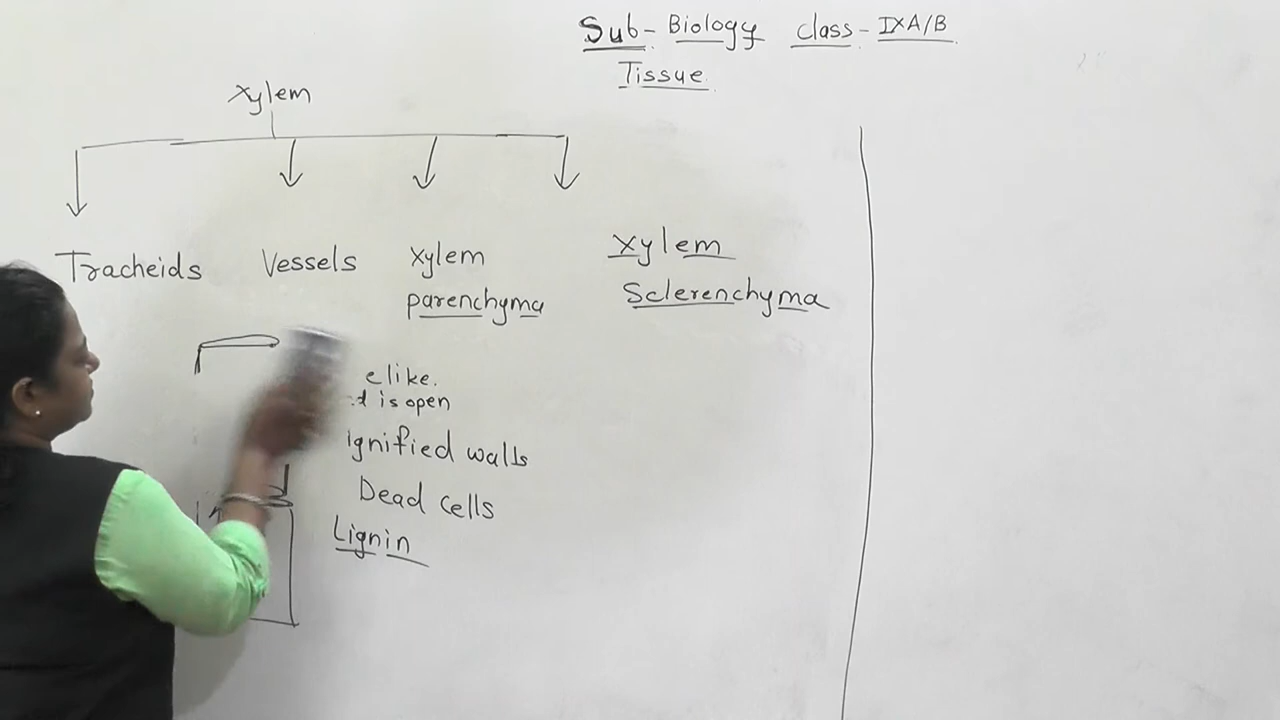 Sub- Biology class- IXA/B
Tissue
Xylem
Tracheids Vessels Xylem parenchyma Xylem Sclerenchyma
elike.
is open
ignified walls
Dead cells
Lignin